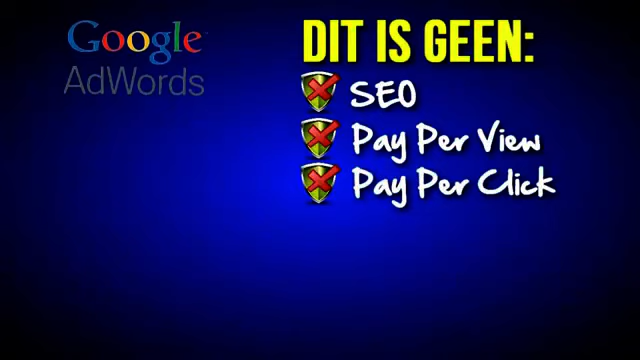 Google
AdWords
DIT IS GEEN:
SEO
Pay Per View
Pay Per Click